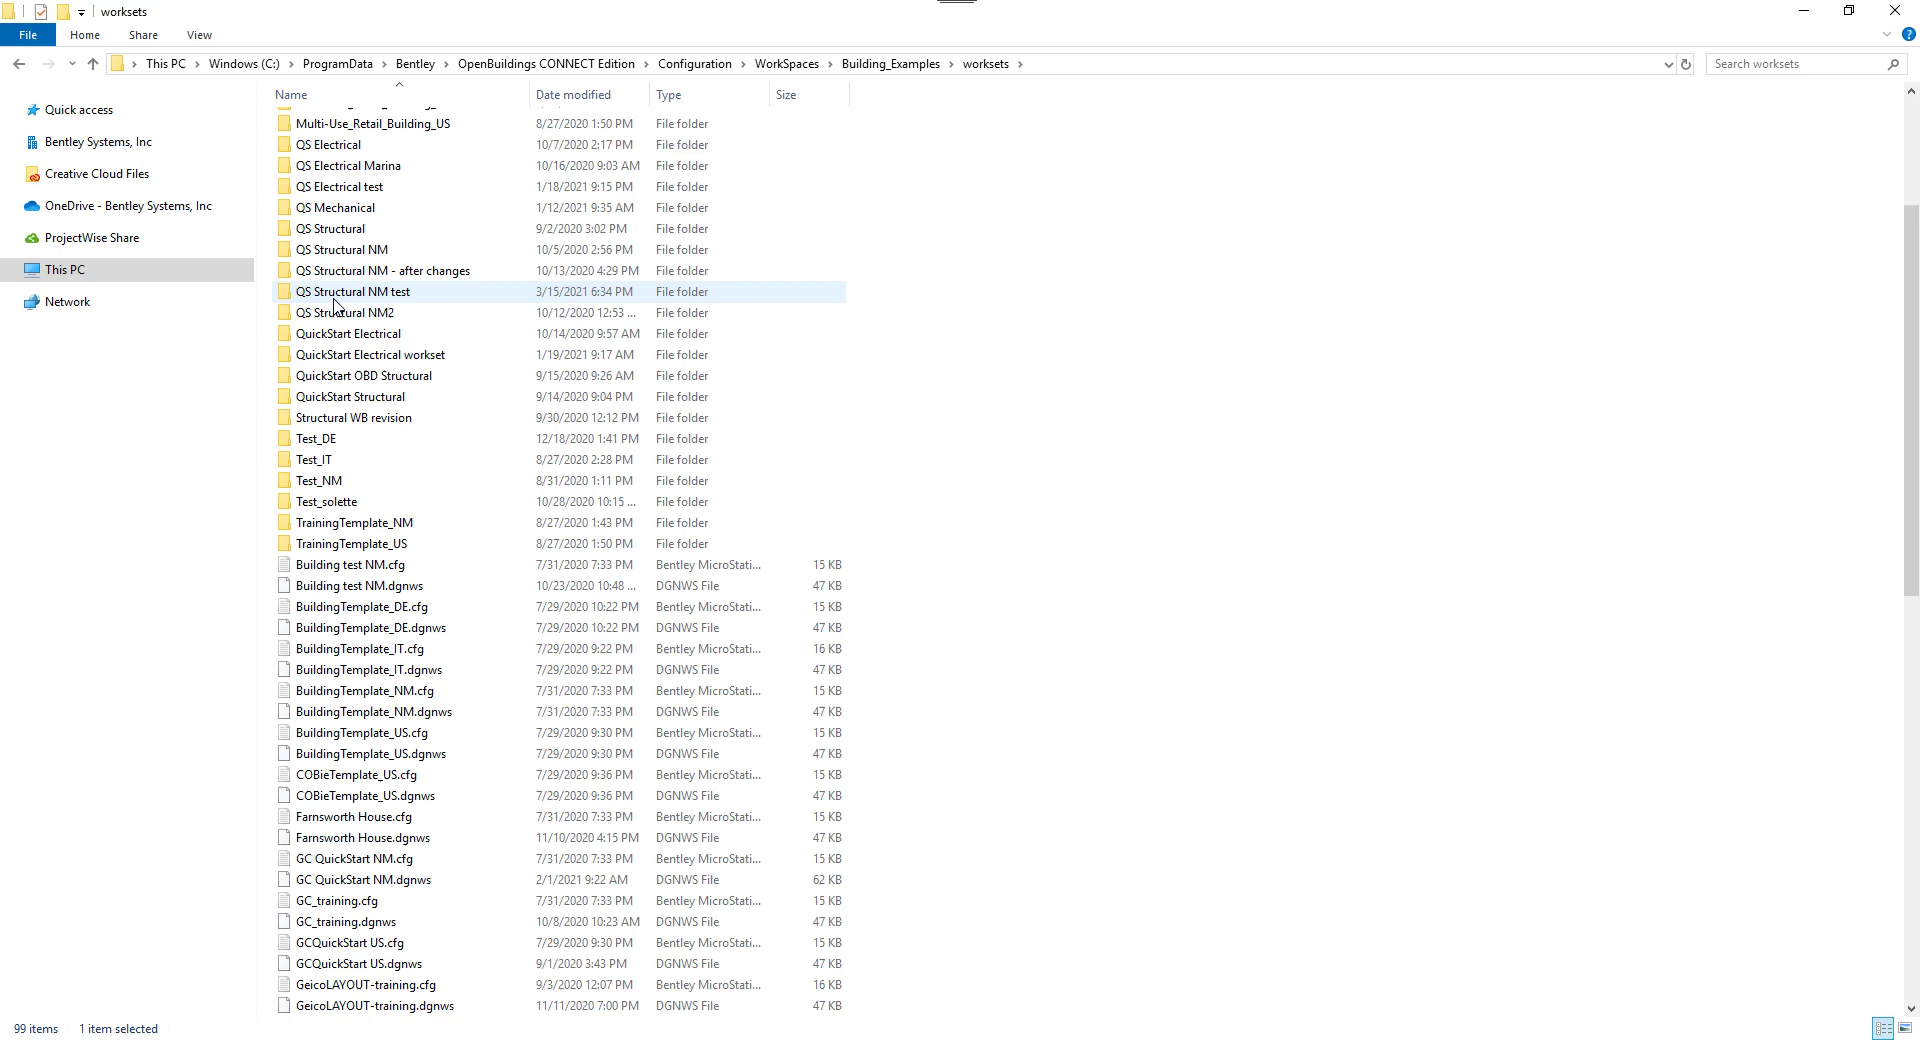 worksets
File Home Share View
This PC Windows (C:) ProgramData Bentley OpenBuildings CONNECT Edition Configuration WorkSpaces Building_Examples worksets
Search worksets
Quick access
Bentley Systems, Inc
Creative Cloud Files
OneDrive - Bentley Systems, Inc
ProjectWise Share
This PC
Network
Name Date modified Type Size
Multi-Use_Retail_Building_US 8/27/2020 1:50 PM File folder
QS Electrical 10/7/2020 2:17 PM File folder
QS Electrical Marina 10/16/2020 9:03 AM File folder
QS Electrical test 1/18/2021 9:15 PM File folder
QS Mechanical 1/12/2021 9:35 AM File folder
QS Structural 9/2/2020 3:02 PM File folder
QS Structural NM 10/5/2020 2:56 PM File folder
QS Structural NM - after changes 10/13/2020 4:29 PM File folder
QS Structural NM test 3/15/2021 6:34 PM File folder
QS Structural NM2 10/12/2020 12:53 ... File folder
QuickStart Electrical 10/14/2020 9:57 AM File folder
QuickStart Electrical workset 1/19/2021 9:17 AM File folder
QuickStart OBD Structural 9/15/2020 9:26 AM File folder
QuickStart Structural 9/14/2020 9:04 PM File folder
Structural WB revision 9/30/2020 12:12 PM File folder
Test_DE 12/18/2020 1:41 PM File folder
Test_IT 8/27/2020 2:28 PM File folder
Test_NM 8/31/2020 1:11 PM File folder
Test_solette 10/28/2020 10:15 ... File folder
TrainingTemplate_NM 8/27/2020 1:43 PM File folder
TrainingTemplate_US 8/27/2020 1:50 PM File folder
Building test NM.cfg 7/31/2020 7:33 PM Bentley MicroStati... 15 KB
Building test NM.dgnws 10/23/2020 10:48 ... DGNWS File 47 KB
BuildingTemplate_DE.cfg 7/29/2020 10:22 PM Bentley MicroStati... 15 KB
BuildingTemplate_DE.dgnws 7/29/2020 10:22 PM DGNWS File 47 KB
BuildingTemplate_IT.cfg 7/29/2020 9:22 PM Bentley MicroStati... 16 KB
BuildingTemplate_IT.dgnws 7/29/2020 9:22 PM DGNWS File 47 KB
BuildingTemplate_NM.cfg 7/31/2020 7:33 PM Bentley MicroStati... 15 KB
BuildingTemplate_NM.dgnws 7/31/2020 7:33 PM DGNWS File 47 KB
BuildingTemplate_US.cfg 7/29/2020 9:30 PM Bentley MicroStati... 15 KB
BuildingTemplate_US.dgnws 7/29/2020 9:30 PM DGNWS File 47 KB
COBieTemplate_US.cfg 7/29/2020 9:36 PM Bentley MicroStati... 15 KB
COBieTemplate_US.dgnws 7/29/2020 9:36 PM DGNWS File 47 KB
Farnsworth House.cfg 7/31/2020 7:33 PM Bentley MicroStati... 15 KB
Farnsworth House.dgnws 11/10/2020 4:15 PM DGNWS File 47 KB
GC QuickStart NM.cfg 7/31/2020 7:33 PM Bentley MicroStati... 15 KB
GC QuickStart NM.dgnws 2/1/2021 9:22 AM DGNWS File 62 KB
GC_training.cfg 7/31/2020 7:33 PM Bentley MicroStati... 15 KB
GC_training.dgnws 10/8/2020 10:23 AM DGNWS File 47 KB
GCQuickStart US.cfg 7/29/2020 9:30 PM Bentley MicroStati... 15 KB
GCQuickStart US.dgnws 9/1/2020 3:43 PM DGNWS File 47 KB
GeicoLAYOUT-training.cfg 9/3/2020 12:07 PM Bentley MicroStati... 16 KB
GeicoLAYOUT-training.dgnws 11/11/2020 7:00 PM DGNWS File 47 KB
99 items 1 item selected